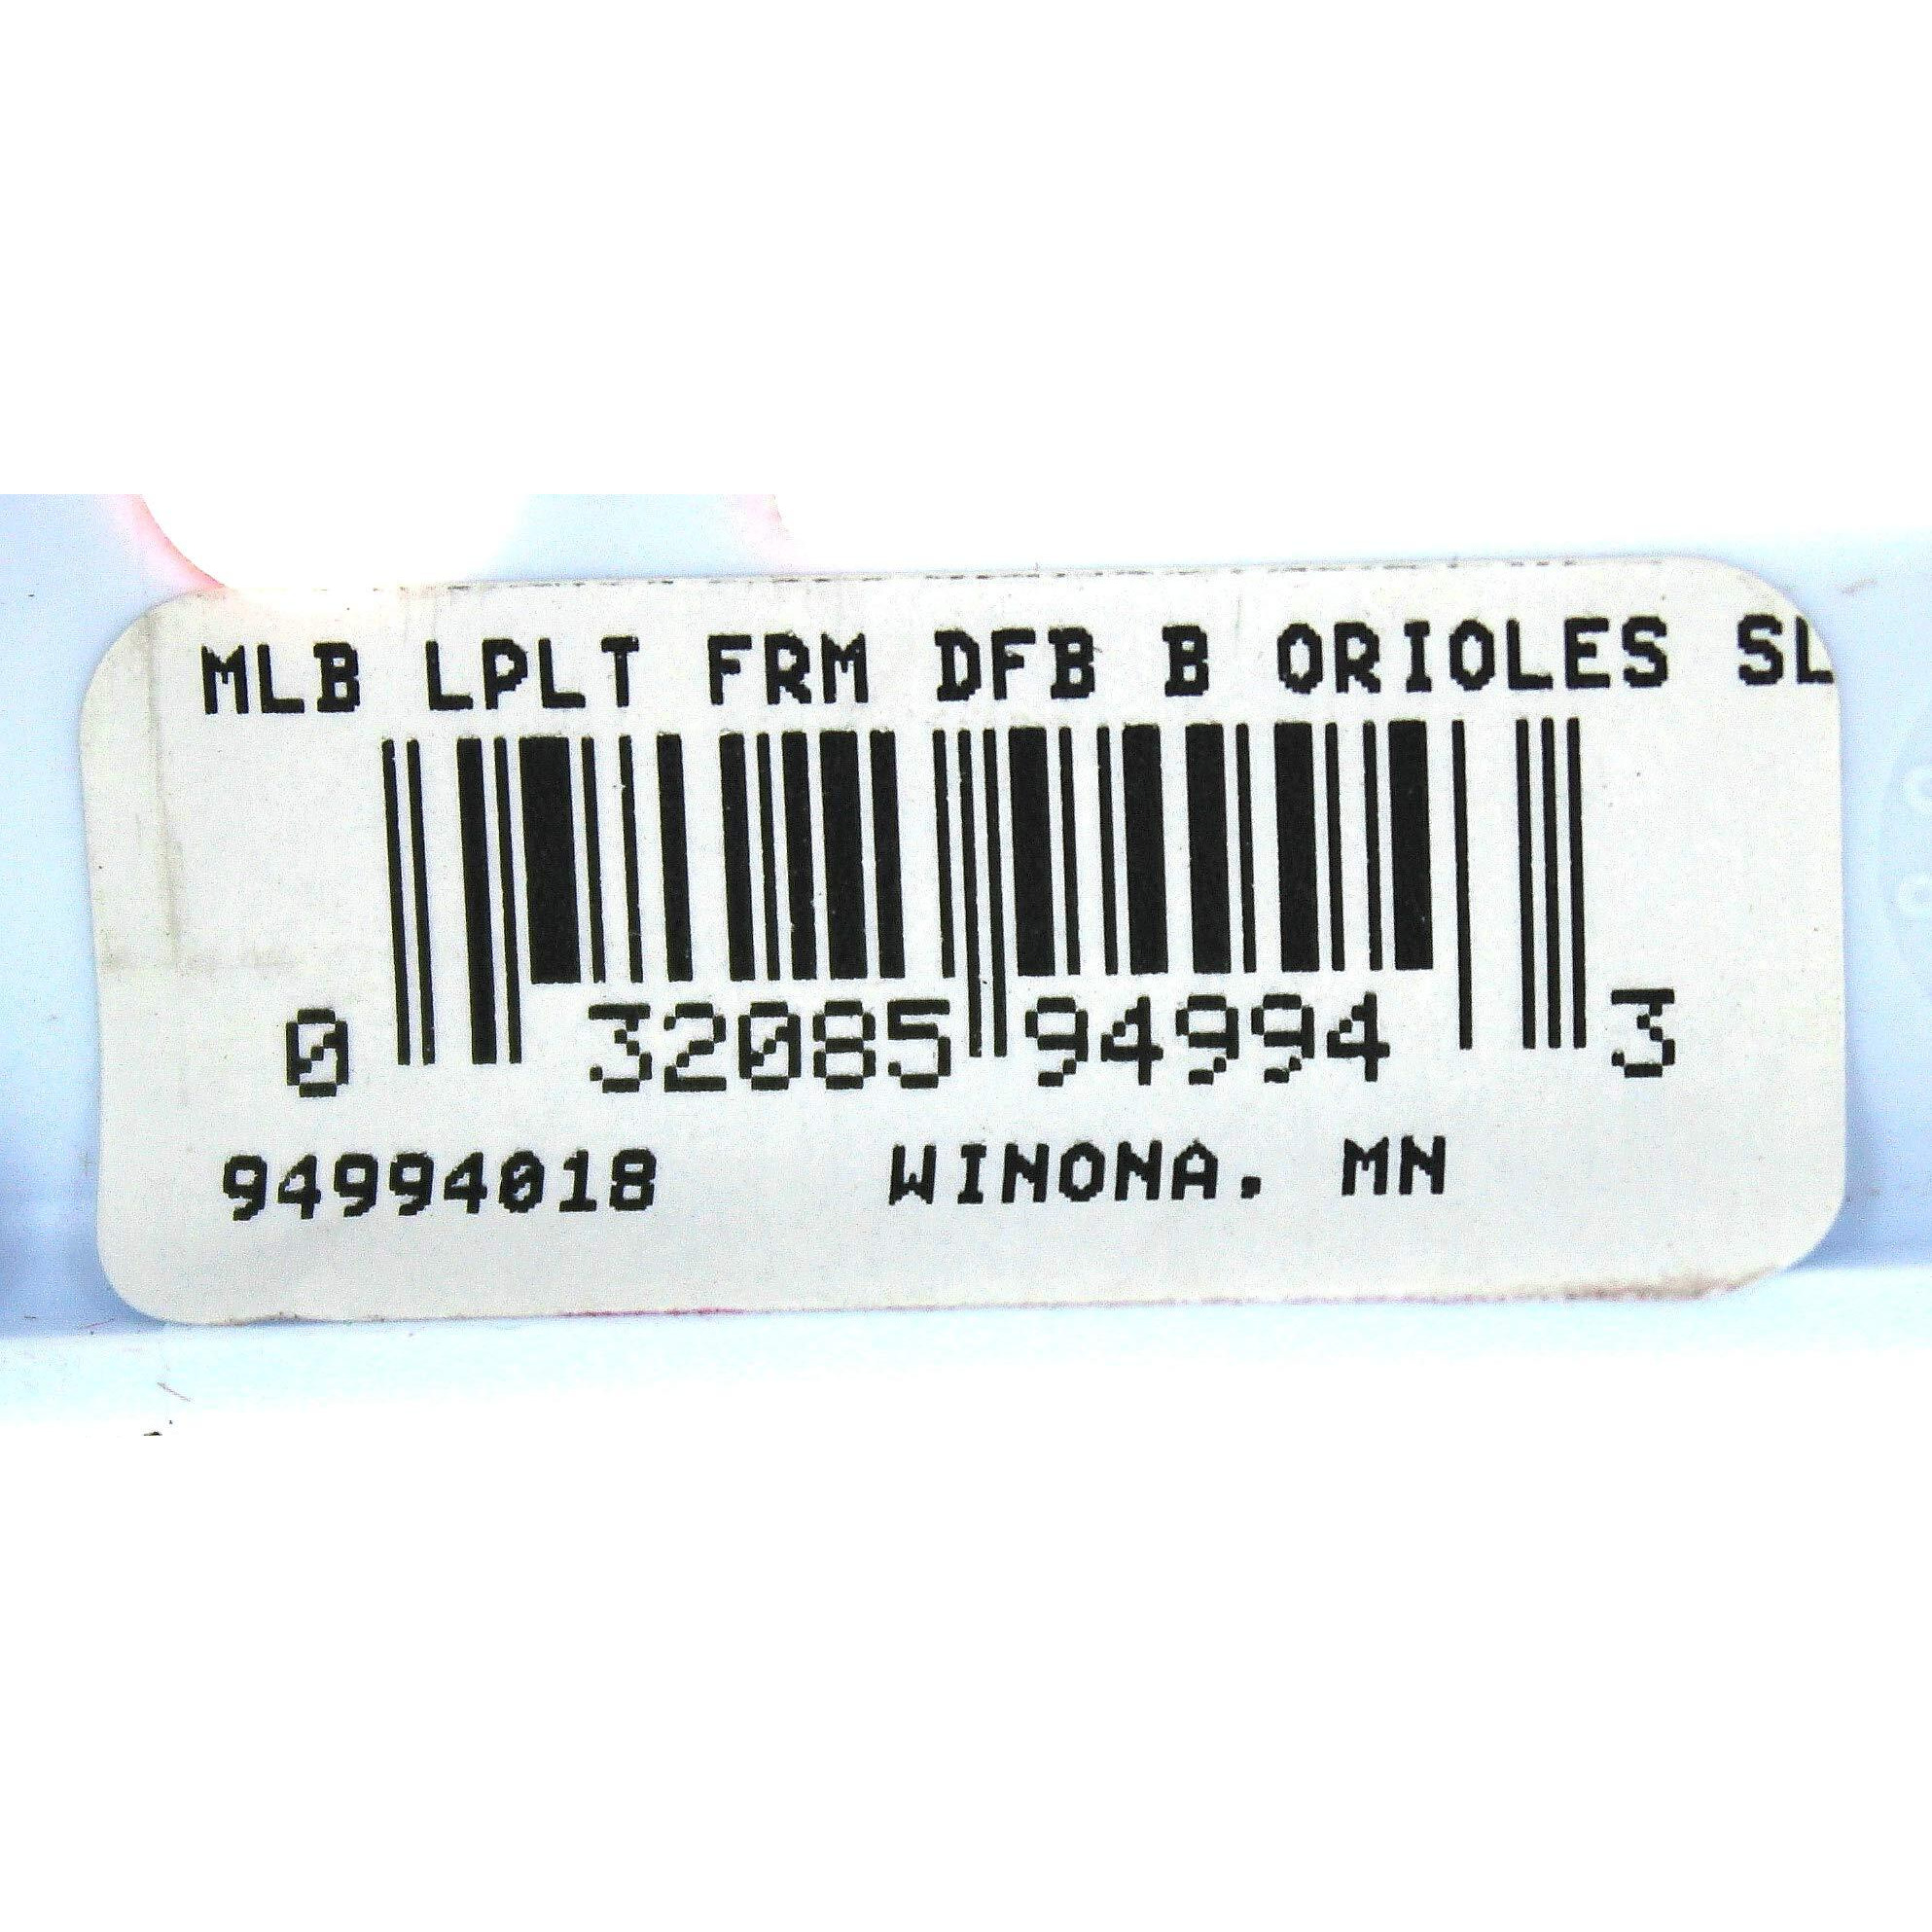 MLB LPLT FRM DFB B ORIOLES SL
0 32085 94994 3
94994018 WINONA, MN